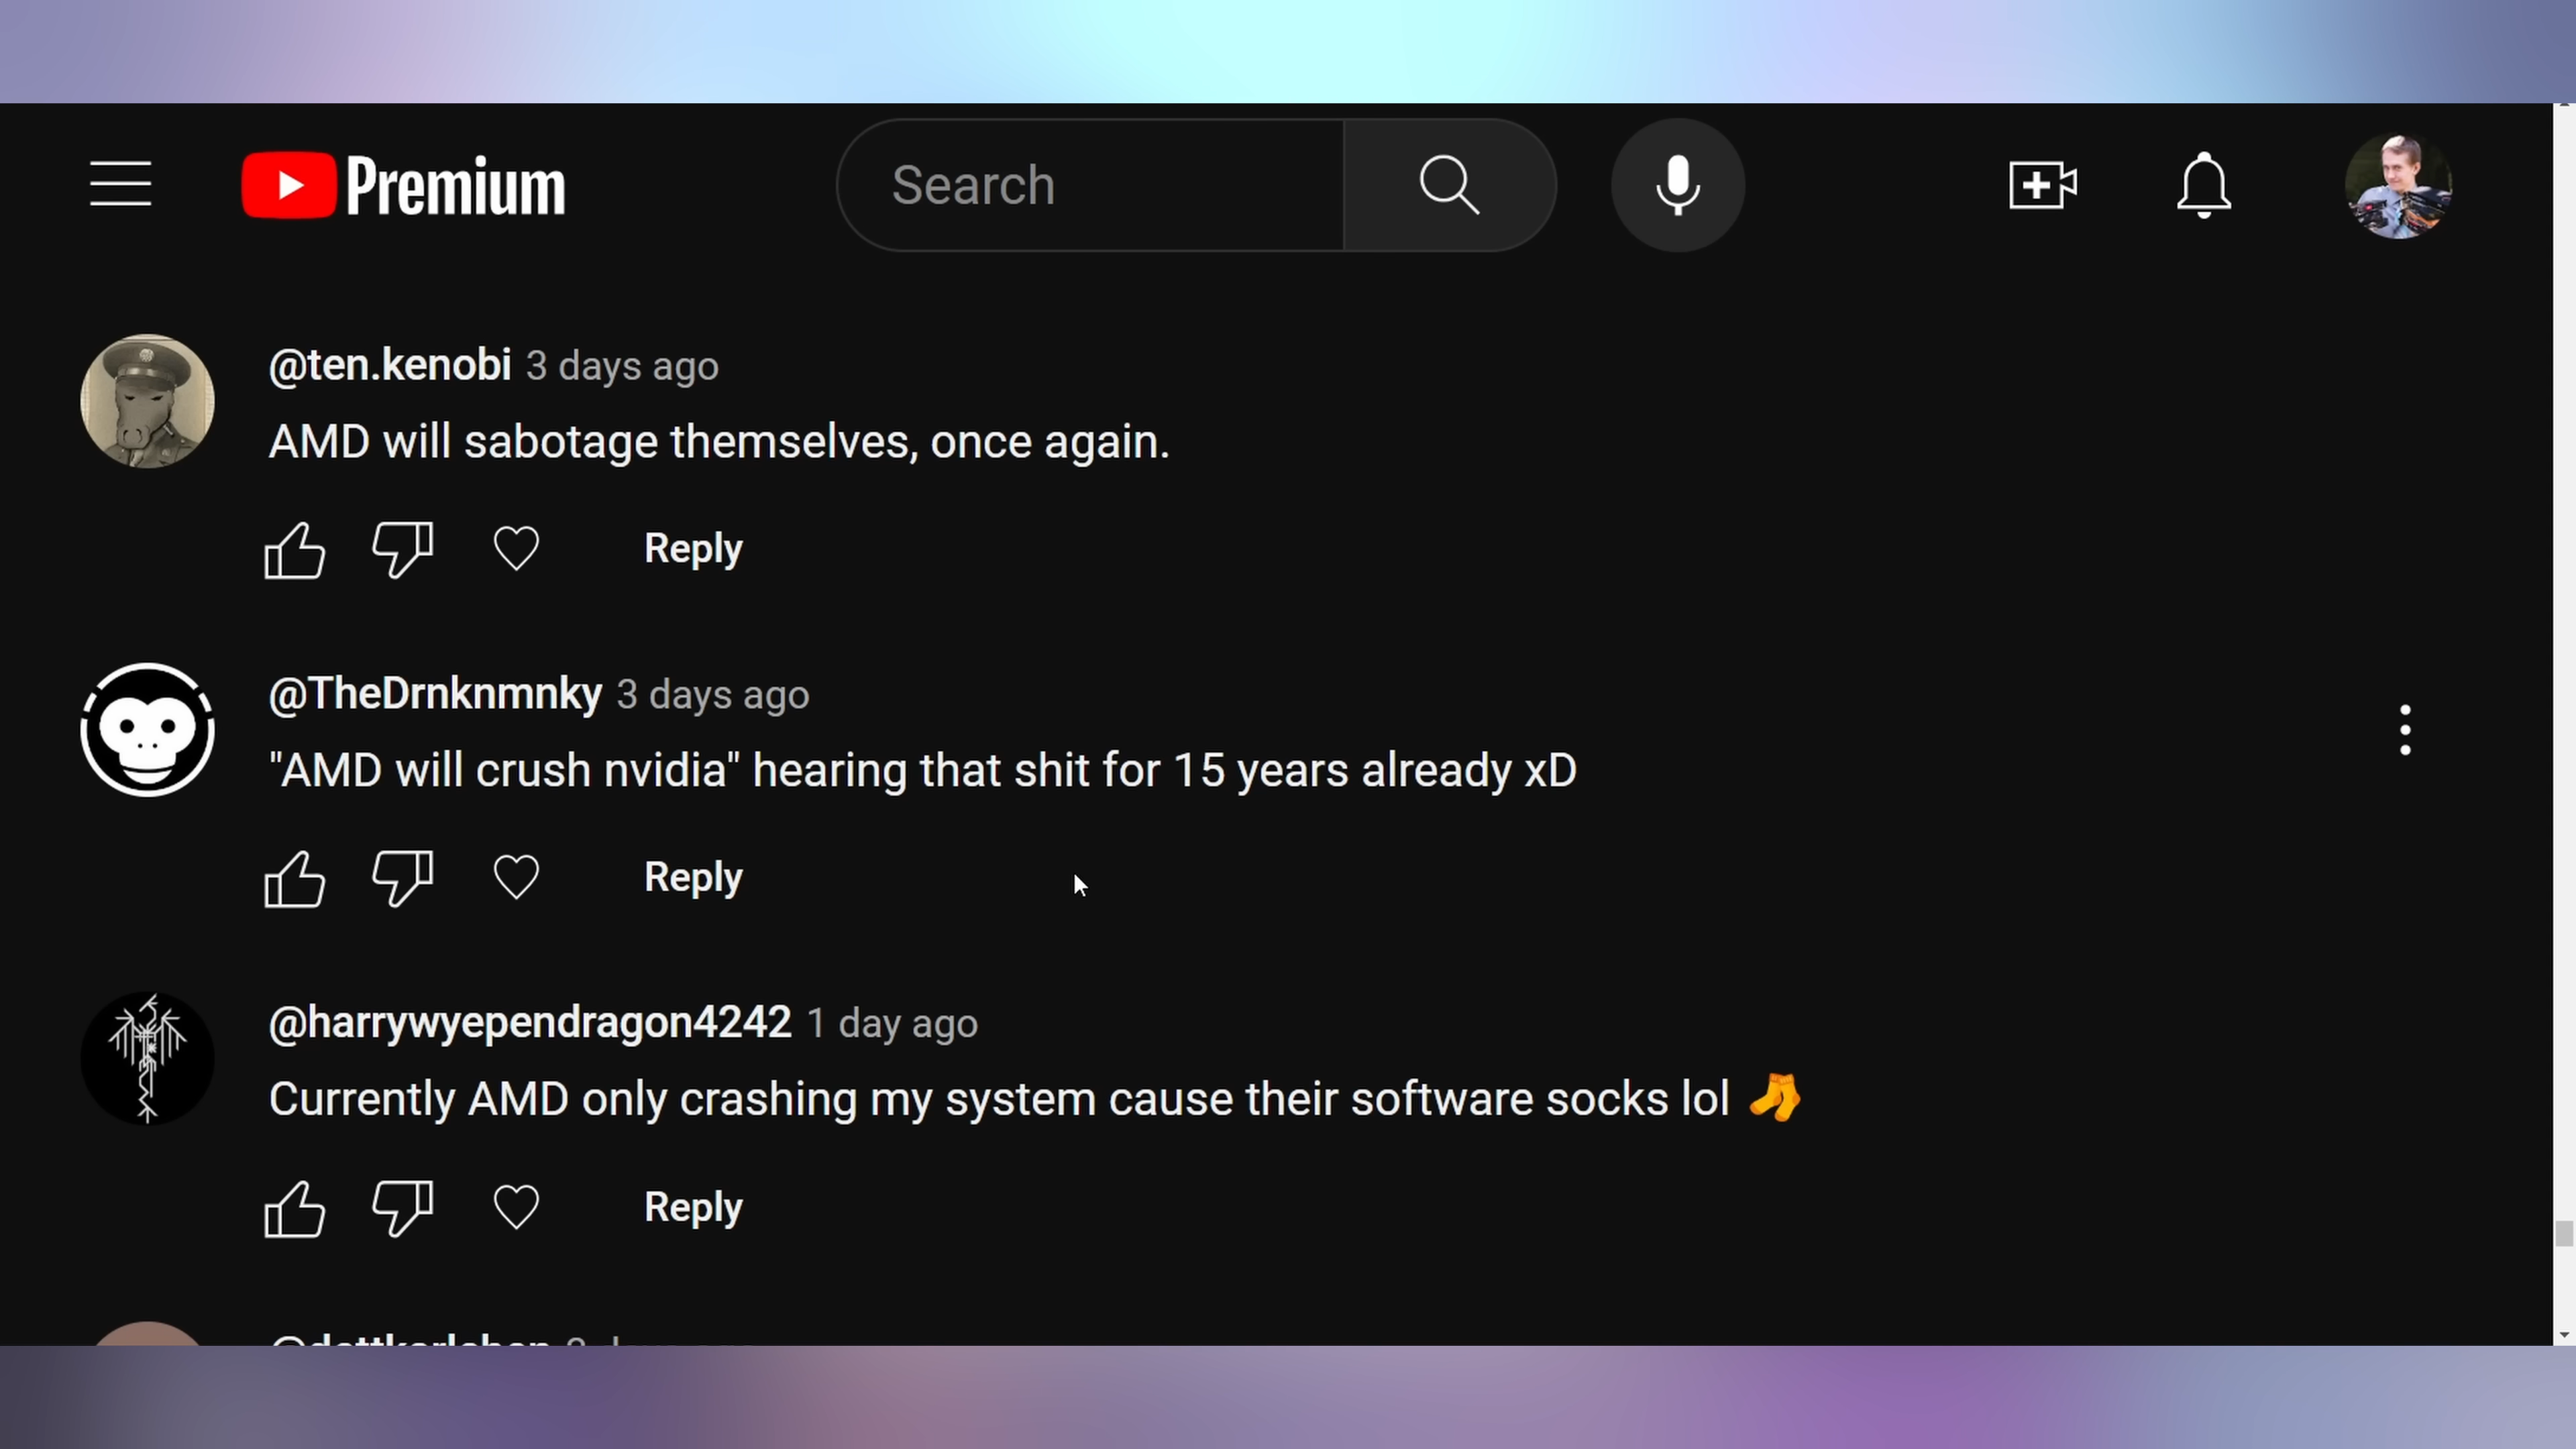 Premium
Search
@ten.kenobi 3 days ago
AMD will sabotage themselves, once again.
Reply
@TheDrnknmnky 3 days ago
"AMD will crush nvidia" hearing that shit for 15 years already xD
Reply
@harrywyependragon4242 1 day ago
Currently AMD only crashing my system cause their software socks lol 🧦
Reply